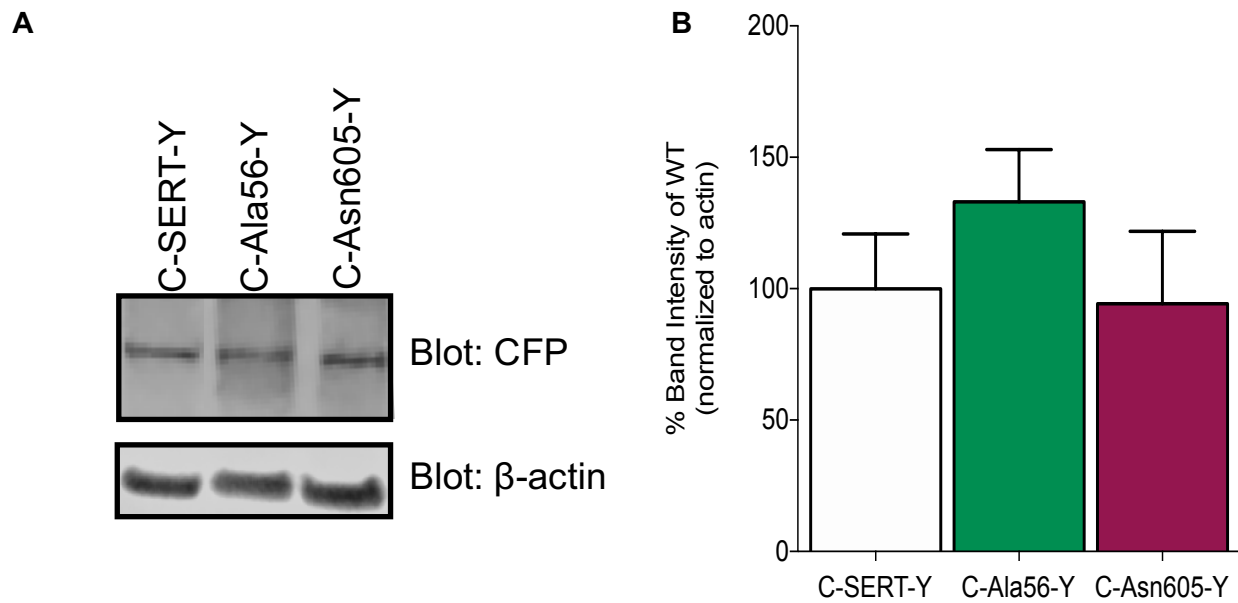 A
C-SERT-Y
C-Ala56-Y
C-Asn605-Y
Blot: CFP
Blot: β-actin
B
% Band Intensity of WT
(normalized to actin)
200
150
100
50
0
C-SERT-Y
C-Ala56-Y
C-Asn605-Y